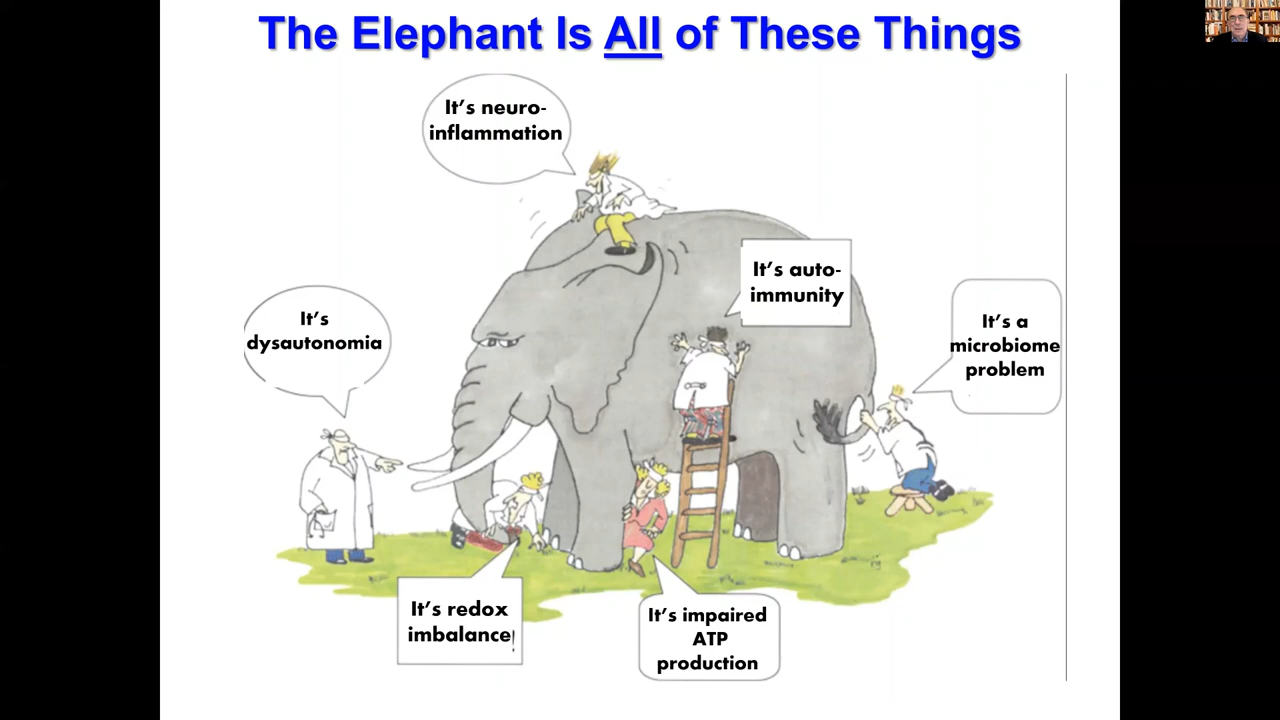 The Elephant Is All of These Things
It's neuro-
inflammation
It's auto-
immunity
It's
dysautonomia
It's a
microbiome
problem
It's redox
imbalance
It's impaired
ATP
production